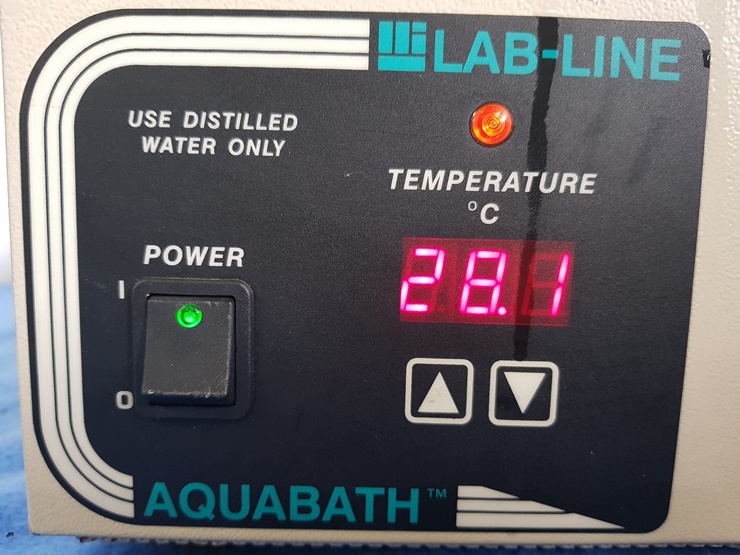 LAB-LINE
USE DISTILLED
WATER ONLY
TEMPERATURE
°C
POWER
I
28.1
O
AQUABATH™